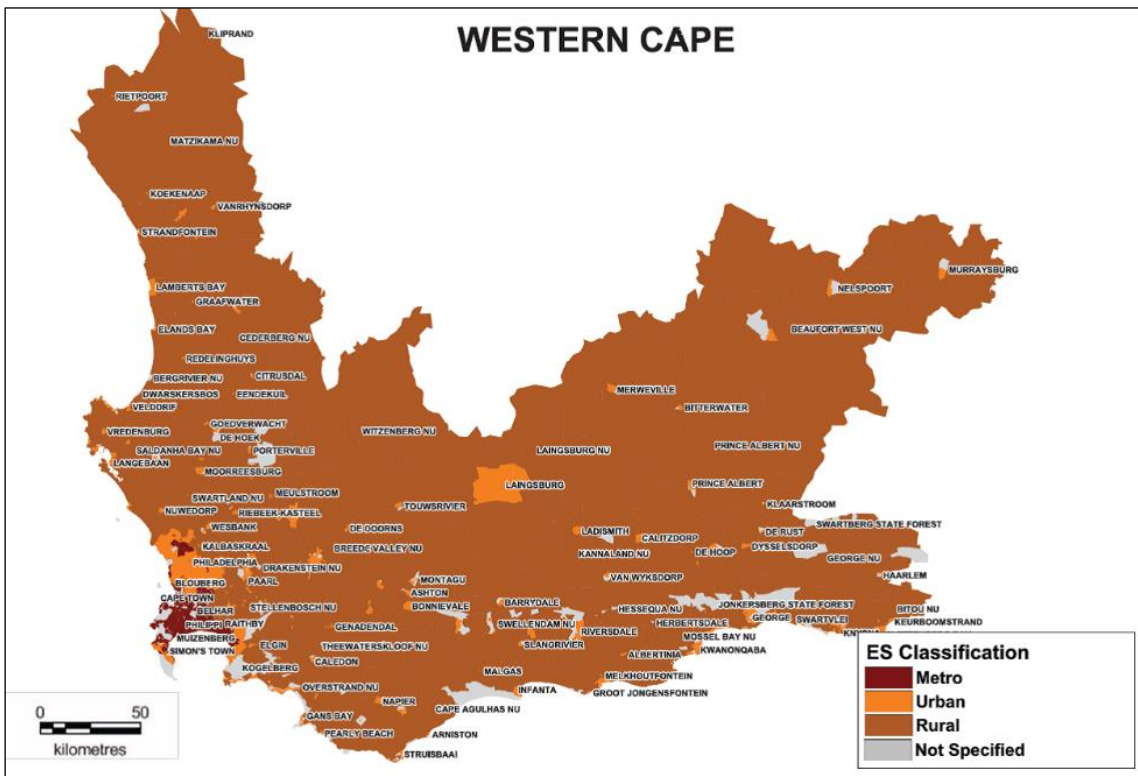 WESTERN CAPE
KLIPRAND
RIETPOORT
MATZIKAMA NU
KOEKENAAP
VANRHYNSDORP
STRANDFONTEIN
MURRAYSBURG
LAMBERTS BAY
NELSPOORT
GRAAFWATER
ELANDS BAY
BEAUFORT WEST NU
CEDERBERG NU
REDELINGHUYS
BERGRIVIER NU
CITRUSDAL
DWARSKERSBOS
EENDEKUIL
MERWEVILLE
VELDDRIF
BITTERWATER
GOEDVERWACHT
VREDENBURG
WITZENBERG NU
DE HOEK
SALDANHA BAY NU
PORTERVILLE
LAINGSBURG NU
PRINCE ALBERT NU
LANGEBAAN
MOORREESBURG
LAINGSBURG
PRINCE ALBERT
SWARTLAND NU
MEULSTROOM
NUWEDORP
RIEBEEK-KASTEEL
TOUWSRIVIER
KLAARSTROOM
WESBANK
DE DOORNS
LADISMITH
DE RUST
SWARTBERG STATE FOREST
CALITZDORP
KALBASKRAAL
BREEDE VALLEY NU
KANNALAND NU
DE HOOP
DYSSELSDORP
GEORGE NU
PHILADELPHIA
DRAKENSTEIN NU
BLOUBERG
PAARL
MONTAGU
VAN WYKSDORP
HAARLEM
ASHTON
CAPE TOWN
BELHAR
STELLENBOSCH NU
BONNIEVALE
BARRYDALE
HESSEQUA NU
JONKERSBERG STATE FOREST
BITOU NU
PHILIPPI
RAITHBY
GENADENDAL
SWELLENDAM NU
RIVERSDALE
HERBERTSDALE
GEORGE
SWARTVLEI
KEURBOOMSTRAND
MUIZENBERG
MOSSEL BAY NU
SIMON'S TOWN
ELGIN
THEEWATERSKLOOF NU
SLANGRIVIER
ALBERTINIA
KWANONQABA
KOGELBERG
CALEDON
MALGAS
MELKHOUTFONTEIN
OVERSTRAND NU
INFANTA
GROOT JONGENSFONTEIN
NAPIER
CAPE AGULHAS NU
GANS BAY
PEARLY BEACH
ARNISTON
STRUISBAAI
ES Classification
Metro
Urban
Rural
Not Specified
0 50
kilometres